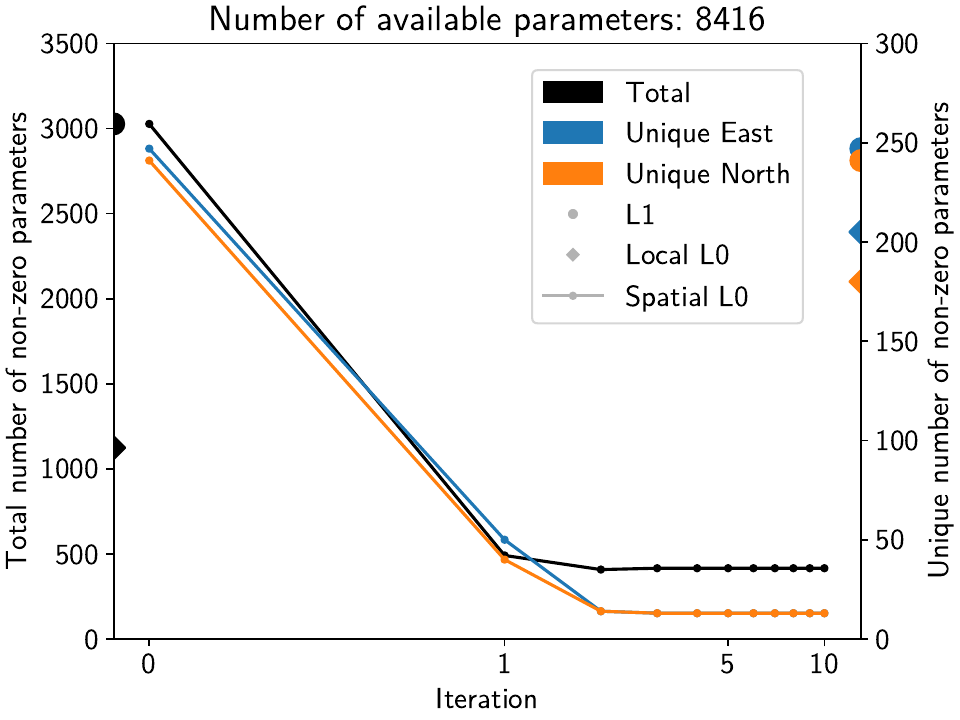 Number of available parameters: 8416
3500
3000
2500
2000
1500
1000
500
0
Total number of non-zero parameters
300
250
200
150
100
50
0
Unique number of non-zero parameters
Total
Unique East
Unique North
L1
Local L0
Spatial L0
0
1
5
10
Iteration